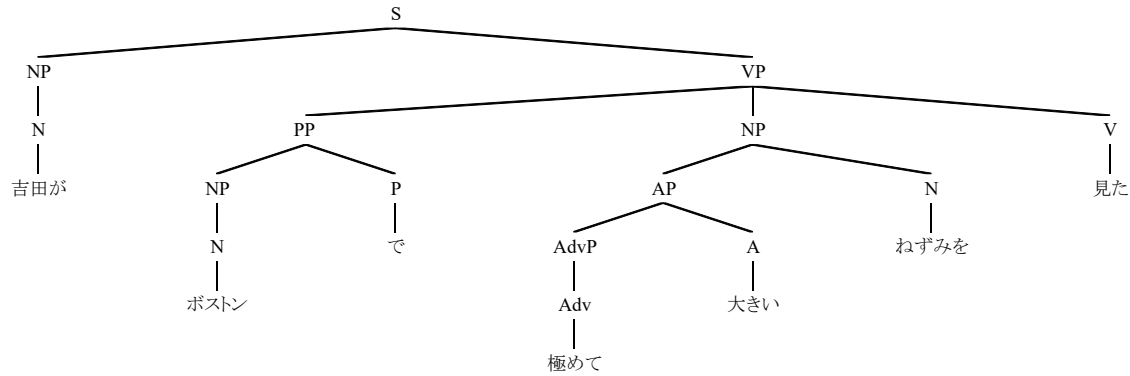 S
NP VP
N PP NP V
吉田が NP P AP N 見た
N で AdvP A ねずみを
ボストン Adv 大きい
極めて